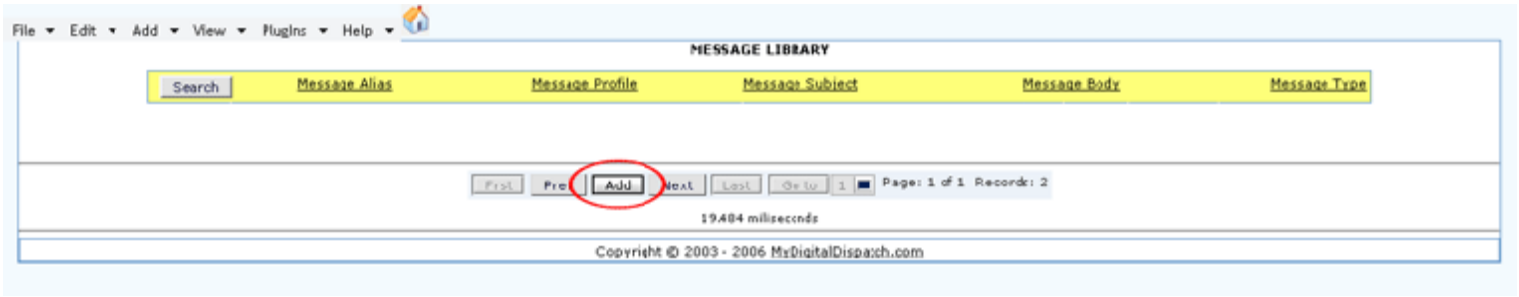 File Edit Add View Plugins Help
MESSAGE LIBRARY
Search Message Alias Message Profile Message Subject Message Body Message Type
First Pre Add Next Last Go to 1 Page: 1 of 1 Records: 2
19.484 miliseconds
Copyright © 2003 - 2006 MyDigitalDispatch.com